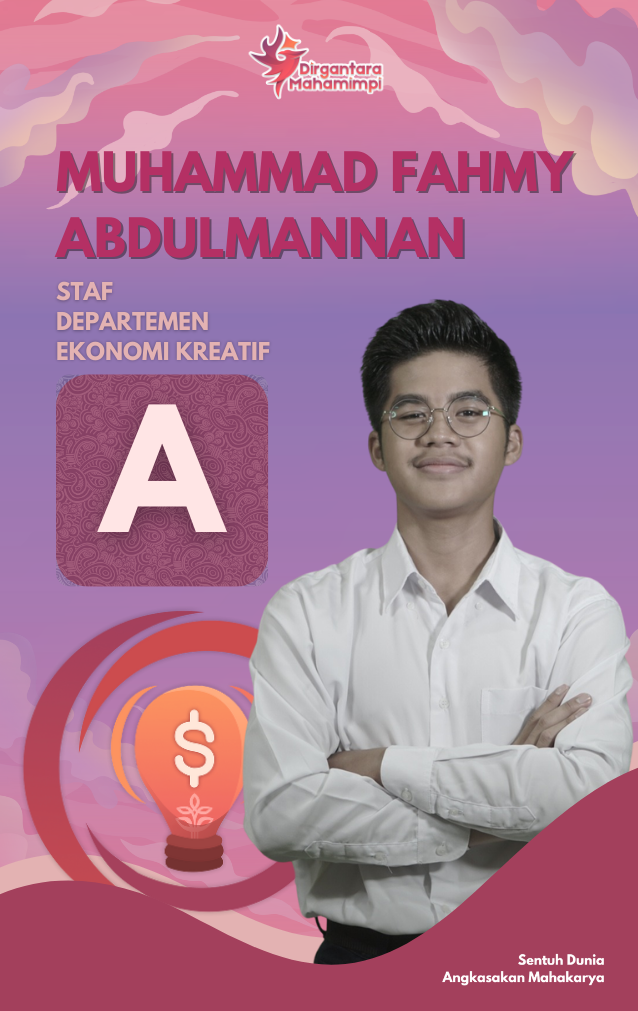 Dirgantara
Mahamimpi
MUHAMMAD FAHMY
ABDULMANNAN
STAF
DEPARTEMEN
EKONOMI KREATIF
A
$
Sentuh Dunia
Angkasakan Mahakarya